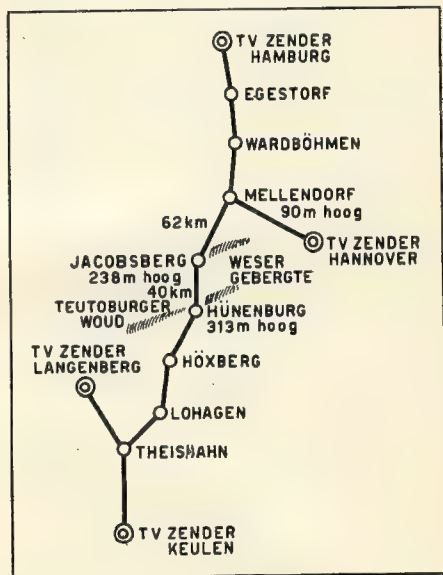 TV ZENDER
HAMBURG
EGESTORF
WARDBÖHMEN
MELLENDORF
90m hoog
62km
TV ZENDER
HANNOVER
JACOBSBERG
238m hoog
WESER
GEBERGTE
40km
TEUTOBURGER
WOUD
HÜNENBURG
313m hoog
TV ZENDER
LANGENBERG
HÖXBERG
LOHAGEN
THEISHAHN
TV ZENDER
KEULEN